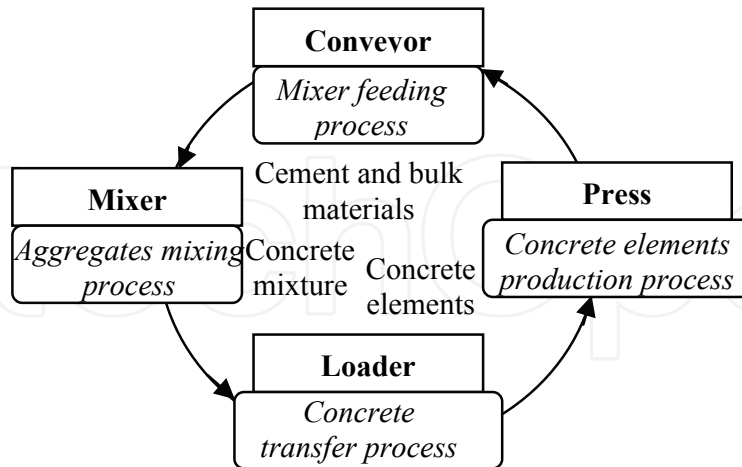 Conveyor
Mixer feeding
process
Cement and bulk
materials
Mixer
Aggregates mixing
process
Concrete
mixture
Press
Concrete elements
production process
Concrete
elements
Loader
Concrete
transfer process